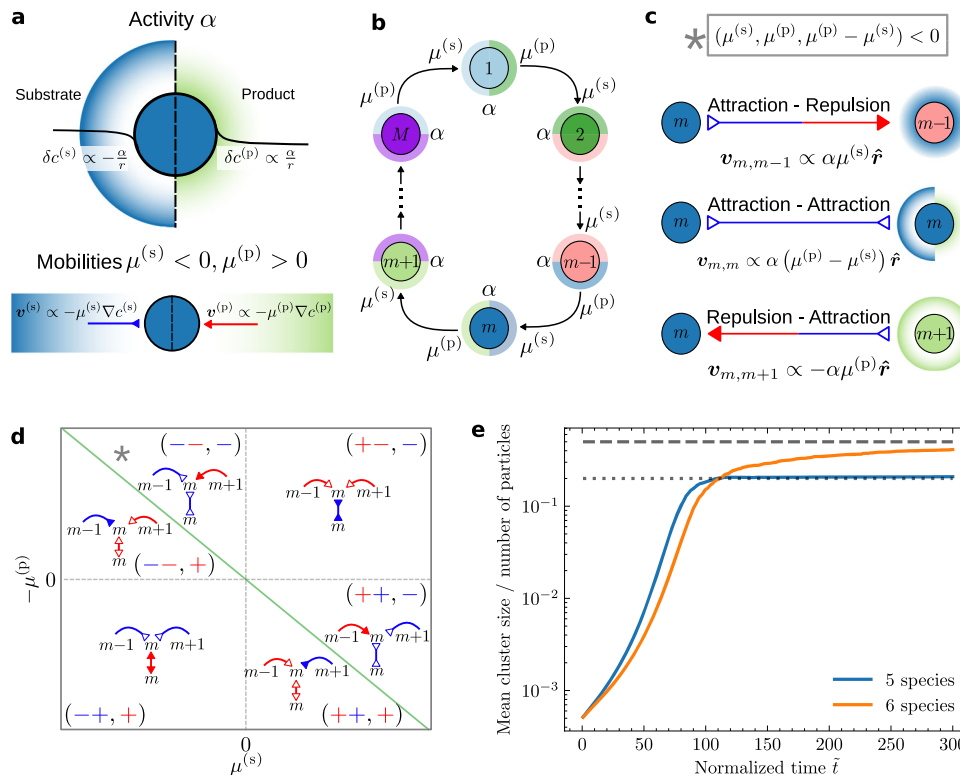 a
Activity α
Substrate
Product
δc⁽ˢ⁾ ∝ −α/r
δc⁽ᵖ⁾ ∝ α/r
Mobilities μ⁽ˢ⁾ < 0, μ⁽ᵖ⁾ > 0
v⁽ˢ⁾ ∝ −μ⁽ˢ⁾∇c⁽ˢ⁾
v⁽ᵖ⁾ ∝ −μ⁽ᵖ⁾∇c⁽ᵖ⁾
b
μ⁽ˢ⁾
1
μ⁽ᵖ⁾
α
μ⁽ᵖ⁾
μ⁽ˢ⁾
M
α
α
2
μ⁽ˢ⁾
μ⁽ˢ⁾
m+1
α
α
m−1
μ⁽ˢ⁾
α
μ⁽ᵖ⁾
m
μ⁽ᵖ⁾
μ⁽ˢ⁾
c
* (μ⁽ˢ⁾, μ⁽ᵖ⁾, μ⁽ᵖ⁾ − μ⁽ˢ⁾) < 0
m
Attraction - Repulsion
m−1
vₘ,ₘ₋₁ ∝ αμ⁽ˢ⁾r̂
m
Attraction - Attraction
m
vₘ,ₘ ∝ α (μ⁽ᵖ⁾ − μ⁽ˢ⁾) r̂
m
Repulsion - Attraction
m+1
vₘ,ₘ₊₁ ∝ −αμ⁽ᵖ⁾r̂
d
*
(−−, −)
(+−, −)
m−1 m m+1
m
m−1 m m+1
m
m−1 m m+1
m
(−−, +)
0
−μ⁽ᵖ⁾
(++, −)
m−1 m m+1
m
m−1 m m+1
m
m−1 m m+1
m
(−+, +)
(++, +)
0
μ⁽ˢ⁾
e
Mean cluster size / number of particles
10⁻¹
10⁻²
10⁻³
5 species
6 species
0 50 100 150 200 250 300
Normalized time t̃